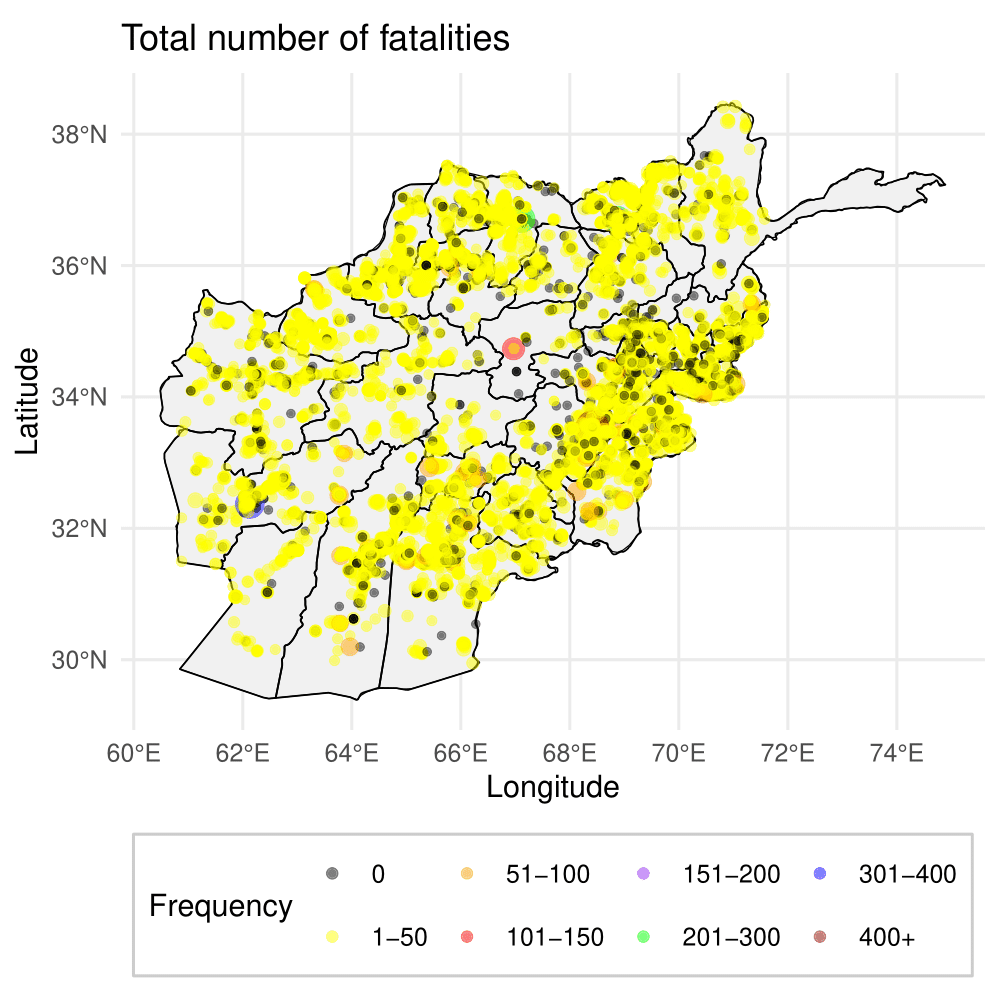 Total number of fatalities
38°N
36°N
34°N
32°N
30°N
Latitude
60°E 62°E 64°E 66°E 68°E 70°E 72°E 74°E
Longitude
Frequency
0 51−100 151−200 301−400
1−50 101−150 201−300 400+